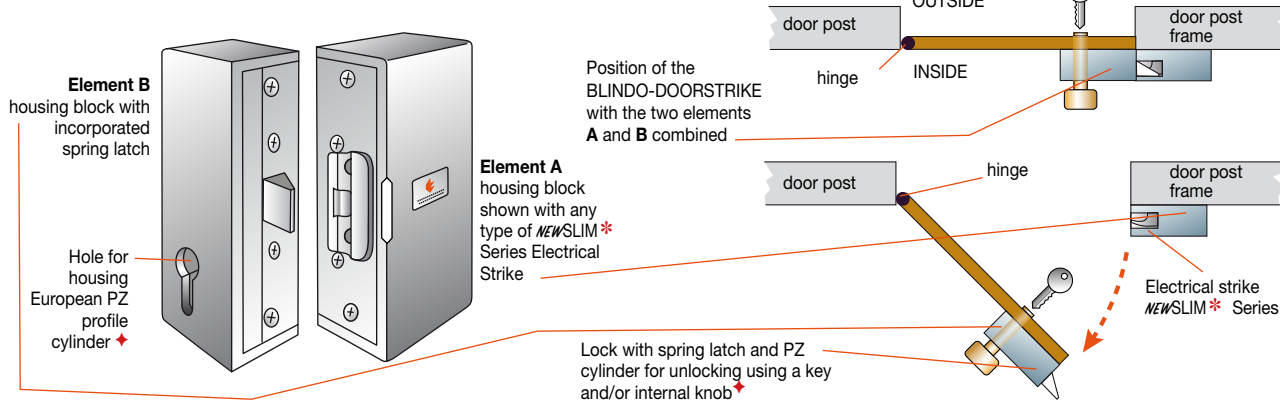 Element B
housing block with
incorporated
spring latch
Hole for
housing
European PZ
profile
cylinder ✦
Element A
housing block
shown with any
type of NEWSLIM *
Series Electrical
Strike
OUTSIDE
door post
door post
frame
hinge
INSIDE
Position of the
BLINDO-DOORSTRIKE
with the two elements
A and B combined
door post
hinge
door post
frame
Electrical strike
NEWSLIM * Series
Lock with spring latch and PZ
cylinder for unlocking using a key
and/or internal knob✦